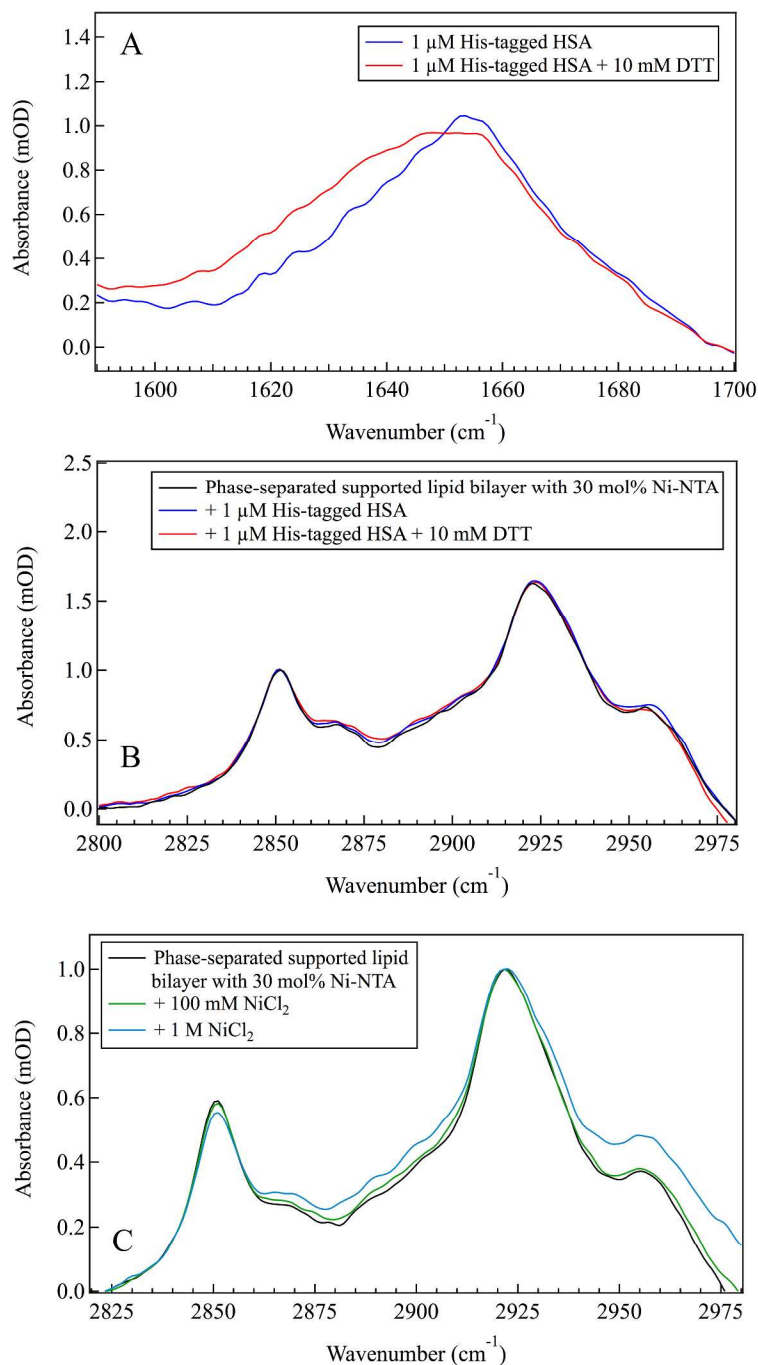 A
1 µM His-tagged HSA
1 µM His-tagged HSA + 10 mM DTT
1.4
1.2
1.0
0.8
0.6
0.4
0.2
0.0
Absorbance (mOD)
1600 1620 1640 1660 1680 1700
Wavenumber (cm⁻¹)
B
Phase-separated supported lipid bilayer with 30 mol% Ni-NTA
+ 1 µM His-tagged HSA
+ 1 µM His-tagged HSA + 10 mM DTT
2.5
2.0
1.5
1.0
0.5
0.0
Absorbance (mOD)
2800 2825 2850 2875 2900 2925 2950 2975
Wavenumber (cm⁻¹)
C
Phase-separated supported lipid
bilayer with 30 mol% Ni-NTA
+ 100 mM NiCl₂
+ 1 M NiCl₂
1.0
0.8
0.6
0.4
0.2
0.0
Absorbance (mOD)
2825 2850 2875 2900 2925 2950 2975
Wavenumber (cm⁻¹)